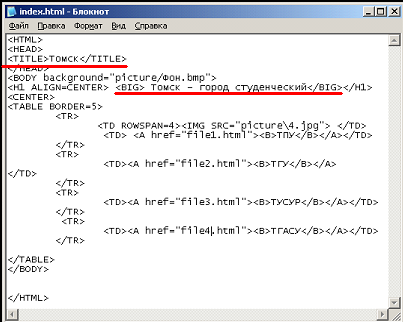 index.html - Блокнот
Файл Правка Формат Вид Справка
<HTML>
<HEAD>
<TITLE>ТОМСК</TITLE>
</HEAD>
<BODY background="picture/Фон.bmp">
<H1 ALIGN=CENTER> <BIG> Томск – город студенческий</BIG></H1>
<CENTER>
<TABLE BORDER=5>
<TR>
<TD ROWSPAN=4><IMG SRC="picture\4.jpg"> </TD>
<TD> <A href="file1.html"><B>ТПУ</B></A></TD>
</TR>
<TR>
<TD><A href="file2.html"><B>ТГУ</B></A>
</TD>
</TR>
<TR>
<TD><A href="file3.html"><B>ТУСУР</B></A></TD>
</TR>
<TR>
<TD><A href="file4.html"><B>ТГАСУ</B></A></TD>
</TR>
</TABLE>
</BODY>
</HTML>